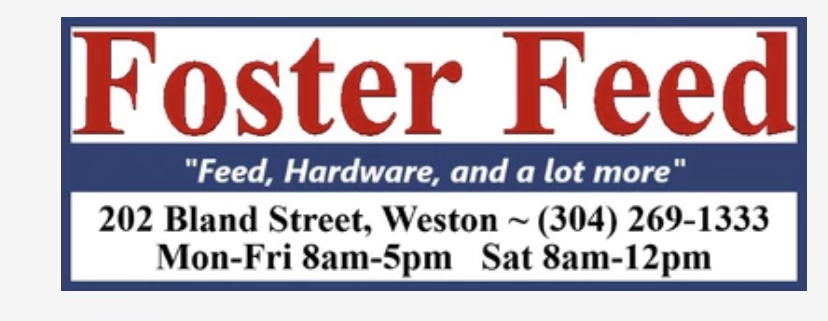 Foster Feed
"Feed, Hardware, and a lot more"
202 Bland Street, Weston ~ (304) 269-1333
Mon-Fri 8am-5pm Sat 8am-12pm